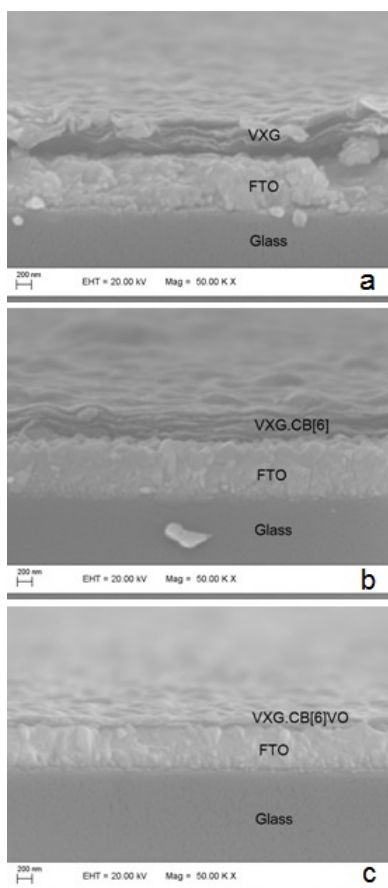 VXG
FTO
Glass
200 nm
EHT = 20.00 kV Mag = 50.00 K X
a
VXG.CB[6]
FTO
Glass
200 nm
EHT = 20.00 kV Mag = 50.00 K X
b
VXG.CB[6]VO
FTO
Glass
200 nm
EHT = 20.00 kV Mag = 50.00 K X
c